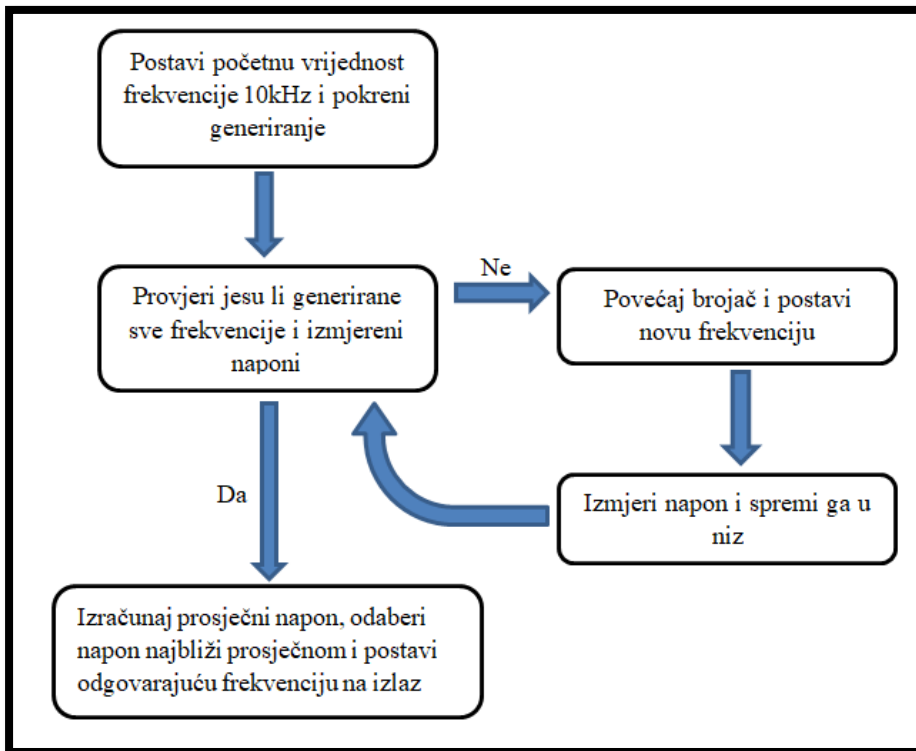 Postavi početnu vrijednost
frekvencije 10kHz i pokreni
generiranje
Provjeri jesu li generirane
sve frekvencije i izmjereni
naponi
Ne
Povećaj brojač i postavi
novu frekvenciju
Izmjeri napon i spremi ga u
niz
Da
Izračunaj prosječni napon, odaberi
napon najbliži prosječnom i postavi
odgovarajuću frekvenciju na izlaz